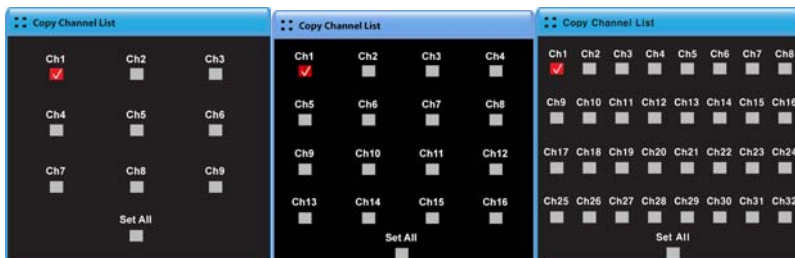 Copy Channel List
Ch1 Ch2 Ch3
Ch4 Ch5 Ch6
Ch7 Ch8 Ch9
Set All
Copy Channel List
Ch1 Ch2 Ch3 Ch4
Ch5 Ch6 Ch7 Ch8
Ch9 Ch10 Ch11 Ch12
Ch13 Ch14 Ch15 Ch16
Set All
Copy Channel List
Ch1 Ch2 Ch3 Ch4 Ch5 Ch6 Ch7 Ch8
Ch9 Ch10 Ch11 Ch12 Ch13 Ch14 Ch15 Ch16
Ch17 Ch18 Ch19 Ch20 Ch21 Ch22 Ch23 Ch24
Ch25 Ch26 Ch27 Ch28 Ch29 Ch30 Ch31 Ch32
Set All